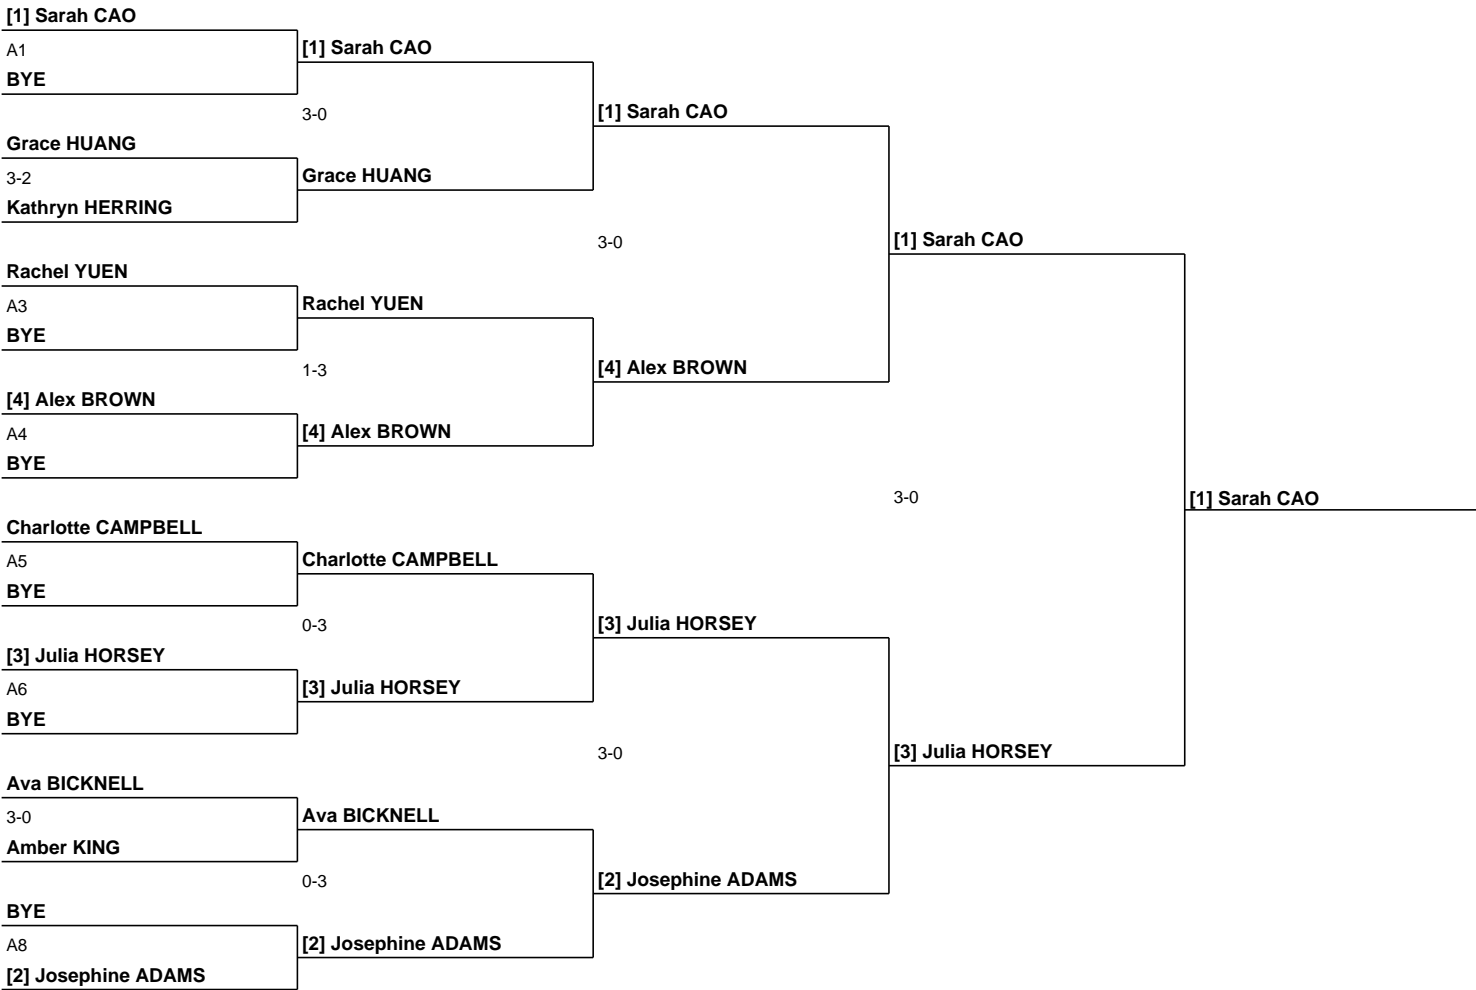 [1] Sarah CAO
A1
BYE
Grace HUANG
3-2
Kathryn HERRING
Rachel YUEN
A3
BYE
[4] Alex BROWN
A4
BYE
Charlotte CAMPBELL
A5
BYE
[3] Julia HORSEY
A6
BYE
Ava BICKNELL
3-0
Amber KING
BYE
A8
[2] Josephine ADAMS
[1] Sarah CAO
3-0
Grace HUANG
Rachel YUEN
1-3
[4] Alex BROWN
Charlotte CAMPBELL
0-3
[3] Julia HORSEY
Ava BICKNELL
0-3
[2] Josephine ADAMS
[1] Sarah CAO
3-0
[4] Alex BROWN
[3] Julia HORSEY
3-0
[2] Josephine ADAMS
[1] Sarah CAO
3-0
[3] Julia HORSEY
[1] Sarah CAO